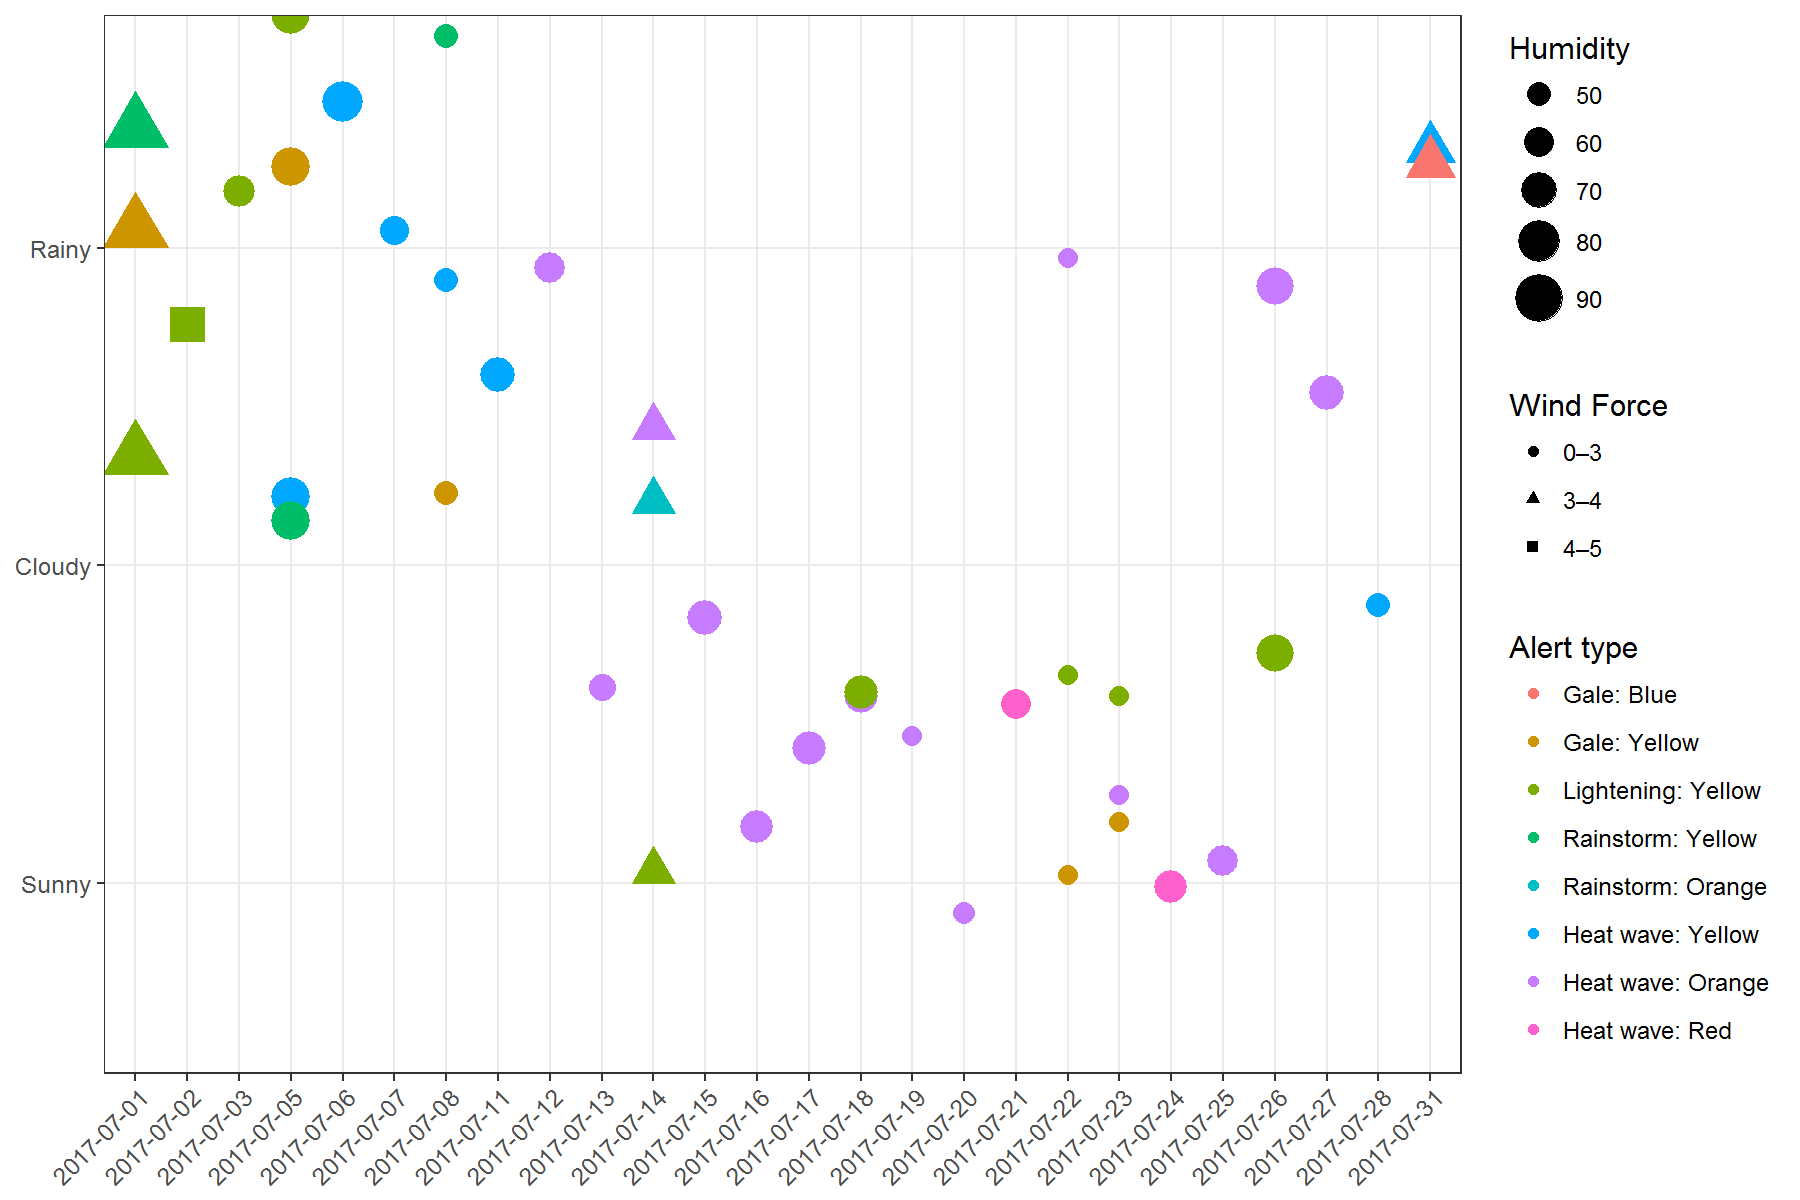 Rainy
Cloudy
Sunny
2017-07-01
2017-07-02
2017-07-03
2017-07-05
2017-07-06
2017-07-07
2017-07-08
2017-07-11
2017-07-12
2017-07-13
2017-07-14
2017-07-15
2017-07-16
2017-07-17
2017-07-18
2017-07-19
2017-07-20
2017-07-21
2017-07-22
2017-07-23
2017-07-24
2017-07-25
2017-07-26
2017-07-27
2017-07-28
2017-07-31
Humidity
50
60
70
80
90
Wind Force
0–3
3–4
4–5
Alert type
Gale: Blue
Gale: Yellow
Lightening: Yellow
Rainstorm: Yellow
Rainstorm: Orange
Heat wave: Yellow
Heat wave: Orange
Heat wave: Red